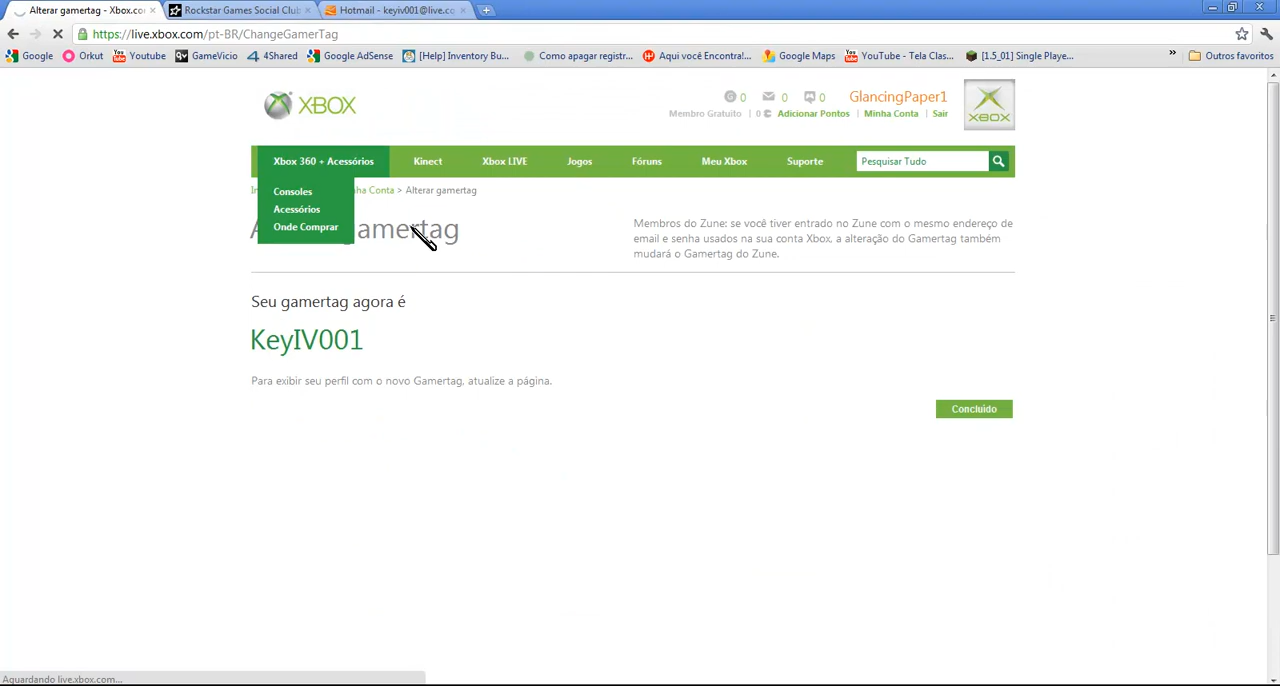 Alterar gamertag - Xbox.co
Rockstar Games Social Club
Hotmail - keyiv001@live.co
https://live.xbox.com/pt-BR/ChangeGamerTag
Google Orkut Youtube GameVicio 4Shared Google AdSense [Help] Inventory Bu... Como apagar registr... Aqui você Encontra!... Google Maps YouTube - Tela Clas... [1.5_01] Single Playe... » Outros favoritos
XBOX
0 0 0 GlancingPaper1
Membro Gratuito | 0 Adicionar Pontos | Minha Conta | Sair
XBOX
Xbox 360 + Acessórios Kinect Xbox LIVE Jogos Fóruns Meu Xbox Suporte Pesquisar Tudo
Consoles
Acessórios
Onde Comprar
Conta > Alterar gamertag
gamertag
Membros do Zune: se você tiver entrado no Zune com o mesmo endereço de
email e senha usados na sua conta Xbox, a alteração do Gamertag também
mudará o Gamertag do Zune.
Seu gamertag agora é
KeyIV001
Para exibir seu perfil com o novo Gamertag, atualize a página.
Concluído
Aguardando live.xbox.com...